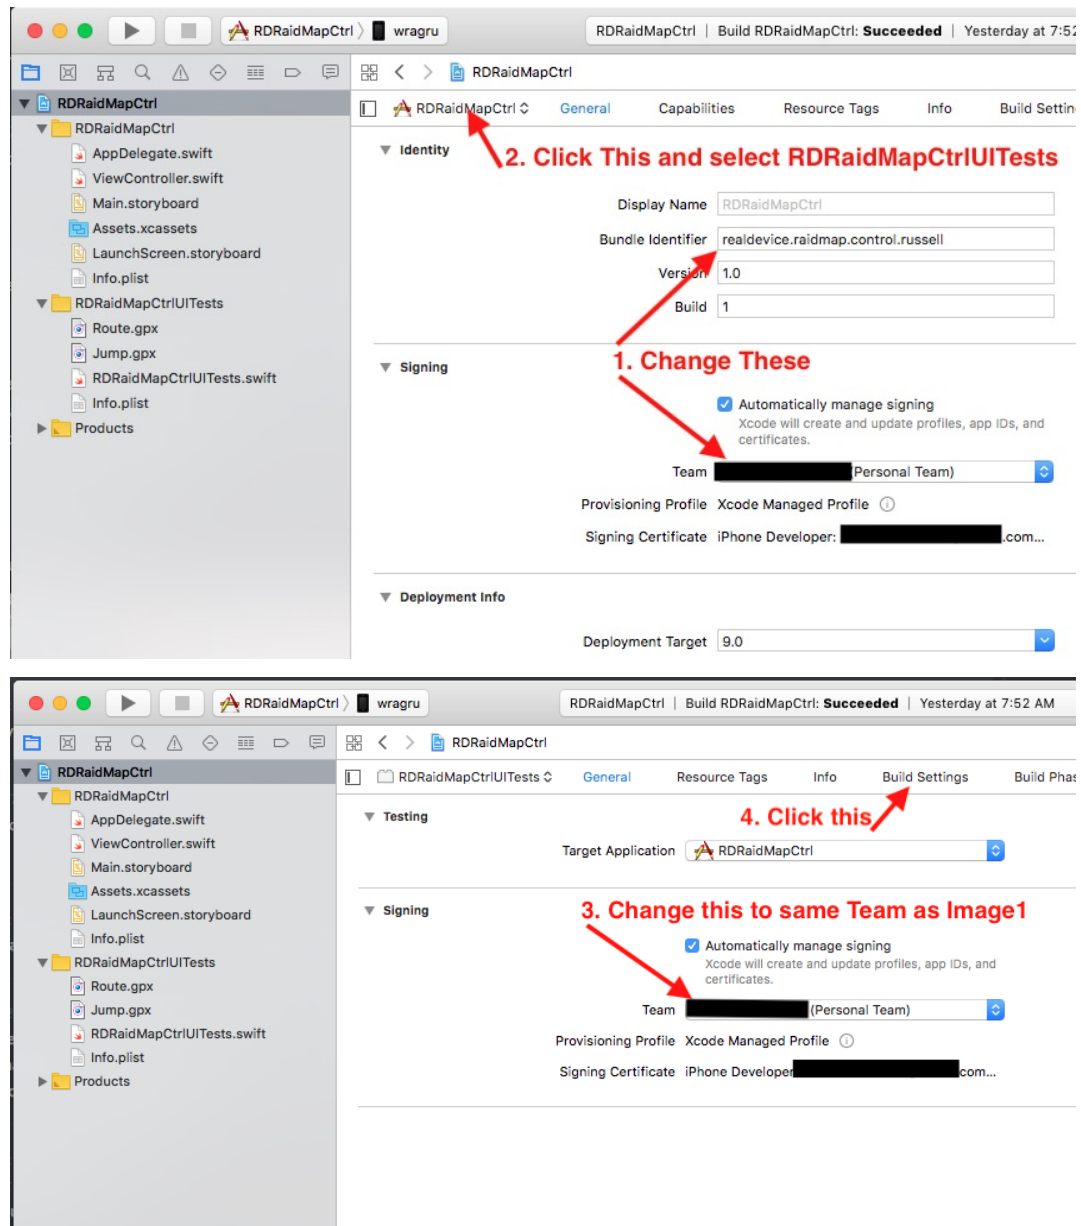 RDRaidMapCtrl wragru RDRaidMapCtrl | Build RDRaidMapCtrl: Succeeded | Yesterday at 7:52
RDRaidMapCtrl
RDRaidMapCtrl RDRaidMapCtrl General Capabilities Resource Tags Info Build Settin
RDRaidMapCtrl
AppDelegate.swift
ViewController.swift
Main.storyboard
Assets.xcassets
LaunchScreen.storyboard
Info.plist
RDRaidMapCtrlUITests
Route.gpx
Jump.gpx
RDRaidMapCtrlUITests.swift
Info.plist
Products
Identity
2. Click This and select RDRaidMapCtrlUITests
Display Name RDRaidMapCtrl
Bundle Identifier realdevice.raidmap.control.russell
Version 1.0
Build 1
1. Change These
Signing
Automatically manage signing
Xcode will create and update profiles, app IDs, and
certificates.
Team (Personal Team)
Provisioning Profile Xcode Managed Profile
Signing Certificate iPhone Developer: .com...
Deployment Info
Deployment Target 9.0
RDRaidMapCtrl wragru RDRaidMapCtrl | Build RDRaidMapCtrl: Succeeded | Yesterday at 7:52 AM
RDRaidMapCtrl
RDRaidMapCtrl RDRaidMapCtrlUITests General Resource Tags Info Build Settings Build Phas
RDRaidMapCtrl
AppDelegate.swift
ViewController.swift
Main.storyboard
Assets.xcassets
LaunchScreen.storyboard
Info.plist
RDRaidMapCtrlUITests
Route.gpx
Jump.gpx
RDRaidMapCtrlUITests.swift
Info.plist
Products
Testing
4. Click this
Target Application RDRaidMapCtrl
Signing
3. Change this to same Team as Image1
Automatically manage signing
Xcode will create and update profiles, app IDs, and
certificates.
Team (Personal Team)
Provisioning Profile Xcode Managed Profile
Signing Certificate iPhone Developer com...